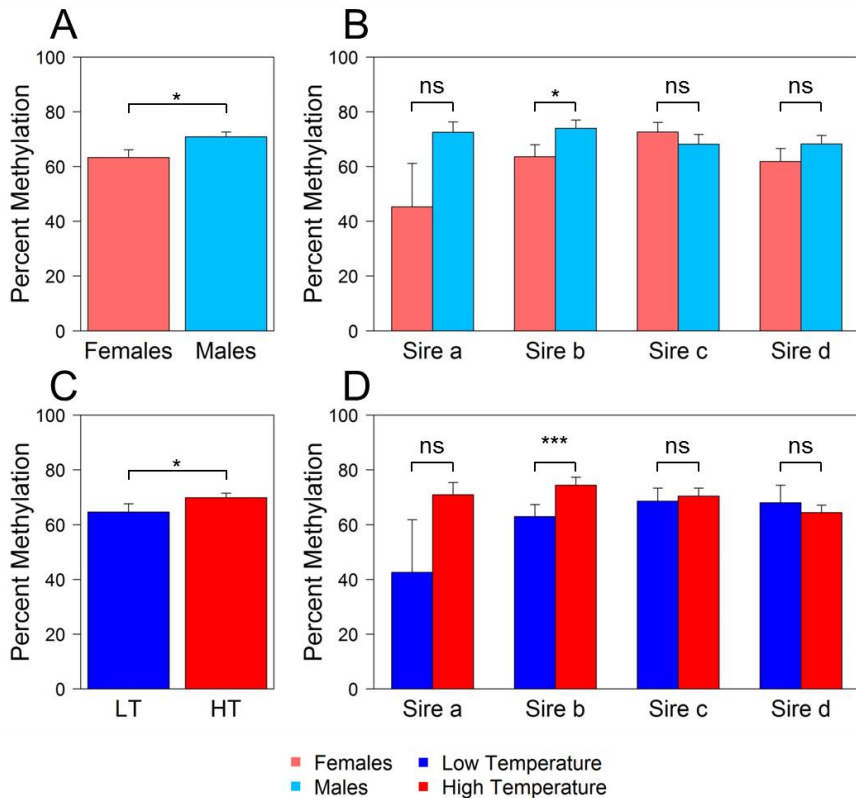 A
Percent Methylation
100
80
60
40
20
0
*
Females Males
B
Percent Methylation
100
80
60
40
20
0
ns * ns ns
Sire a Sire b Sire c Sire d
C
Percent Methylation
100
80
60
40
20
0
*
LT HT
D
Percent Methylation
100
80
60
40
20
0
ns *** ns ns
Sire a Sire b Sire c Sire d
Females Low Temperature
Males High Temperature